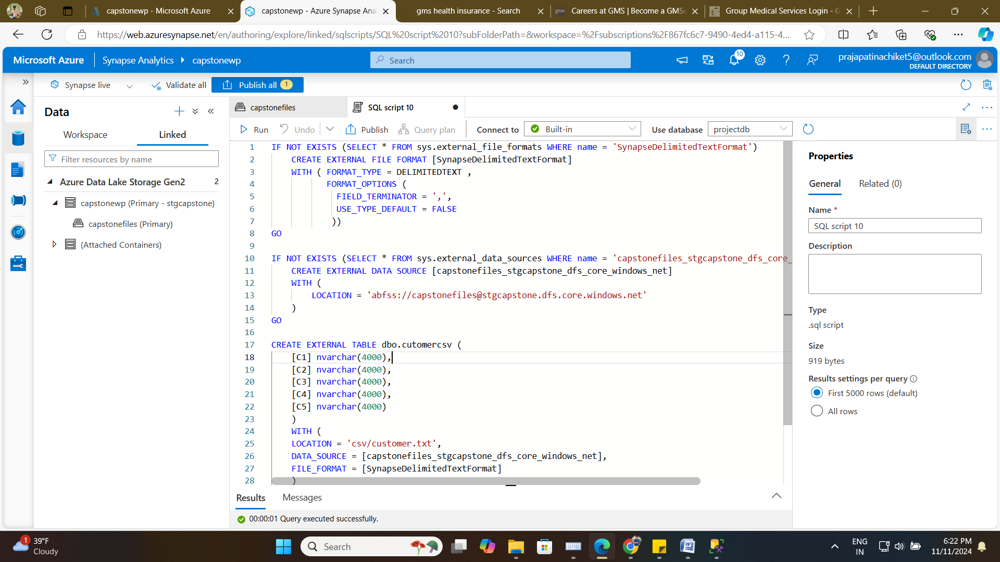 capstonewp - Microsoft Azure
capstonewp - Azure Synapse Ana
gms health insurance - Search
Careers at GMS | Become a GMSe
Group Medical Services Login - G
https://web.azuresynapse.net/en/authoring/explore/linked/sqlscripts/SQL%20script%2010?subFolderPath=&workspace=%2Fsubscriptions%2F867fc6c7-9490-4ed4-a115-4...
Microsoft Azure
Synapse Analytics
capstonewp
Search
10
prajapatinachiket5@outlook.com
DEFAULT DIRECTORY
Synapse live
Validate all
Publish all 1
Data
Workspace
Linked
Filter resources by name
Azure Data Lake Storage Gen2 2
capstonewp (Primary - stgcapstone)
capstonefiles (Primary)
(Attached Containers)
capstonefiles
SQL script 10
Run
Undo
Publish
Query plan
Connect to
Built-in
Use database
projectdb
1 IF NOT EXISTS (SELECT * FROM sys.external_file_formats WHERE name = 'SynapseDelimitedTextFormat')
2 CREATE EXTERNAL FILE FORMAT [SynapseDelimitedTextFormat]
3 WITH ( FORMAT_TYPE = DELIMITEDTEXT ,
4 FORMAT_OPTIONS (
5 FIELD_TERMINATOR = ',',
6 USE_TYPE_DEFAULT = FALSE
7 ))
8 GO
9
10 IF NOT EXISTS (SELECT * FROM sys.external_data_sources WHERE name = 'capstonefiles_stgcapstone_dfs_core_
11 CREATE EXTERNAL DATA SOURCE [capstonefiles_stgcapstone_dfs_core_windows_net]
12 WITH (
13 LOCATION = 'abfss://capstonefiles@stgcapstone.dfs.core.windows.net'
14 )
15 GO
16
17 CREATE EXTERNAL TABLE dbo.cutomercsv (
18 [C1] nvarchar(4000),
19 [C2] nvarchar(4000),
20 [C3] nvarchar(4000),
21 [C4] nvarchar(4000),
22 [C5] nvarchar(4000)
23 )
24 WITH (
25 LOCATION = 'csv/customer.txt',
26 DATA_SOURCE = [capstonefiles_stgcapstone_dfs_core_windows_net],
27 FILE_FORMAT = [SynapseDelimitedTextFormat]
28 )
Results
Messages
00:00:01 Query executed successfully.
Properties
General
Related (0)
Name *
SQL script 10
Description
Type
.sql script
Size
919 bytes
Results settings per query
First 5000 rows (default)
All rows
1
39°F
Cloudy
Search
ENG
IN
6:22 PM
11/11/2024